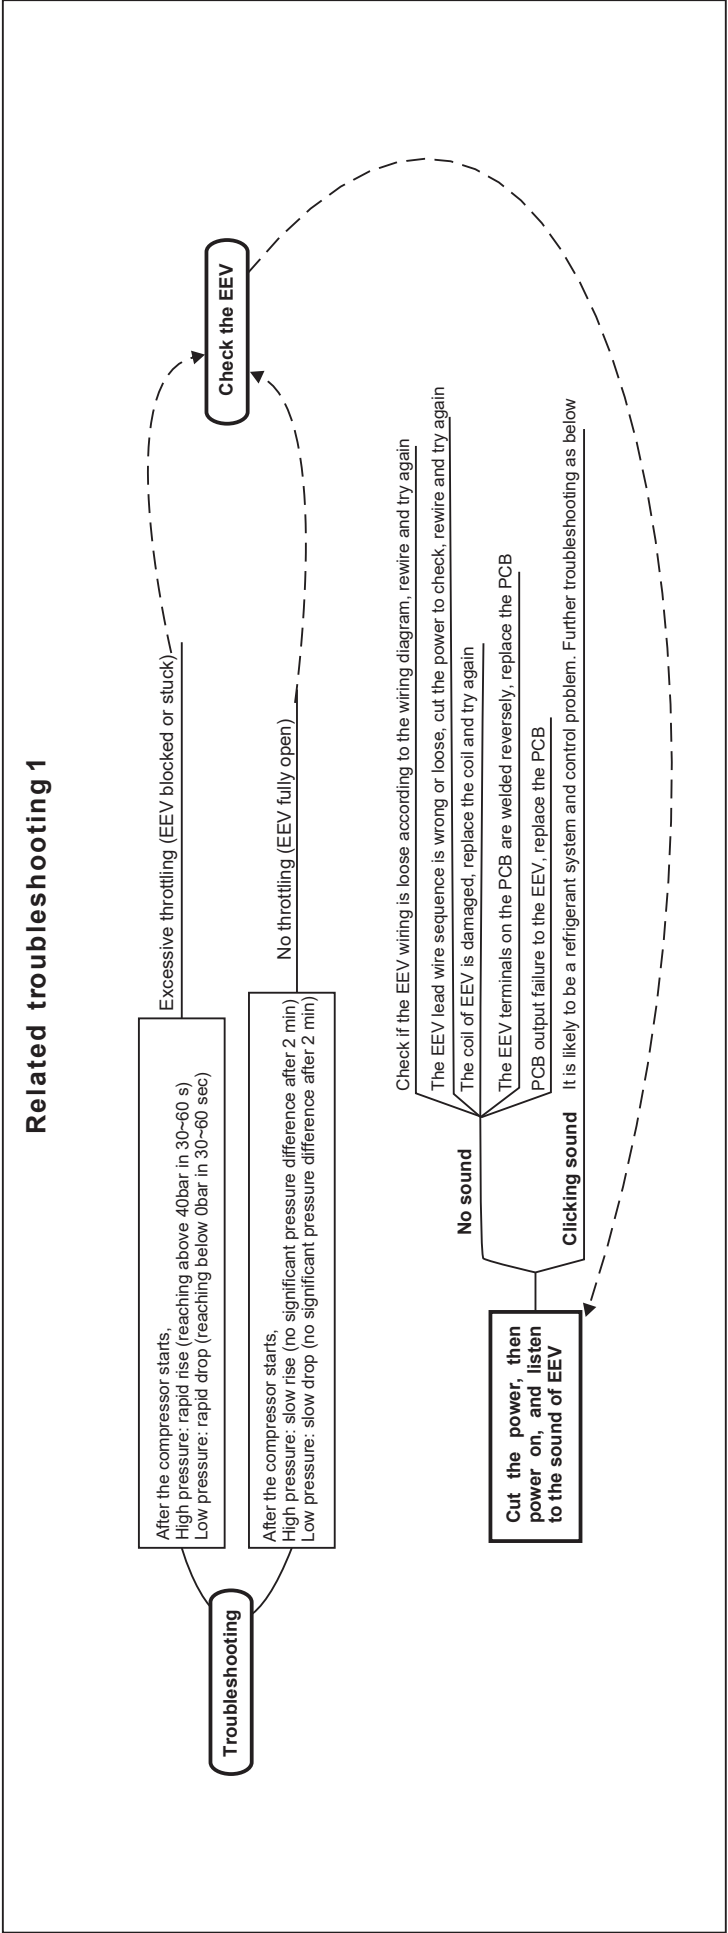 Related troubleshooting1
Troubleshooting
After the compressor starts,
High pressure: rapid rise (reaching above 40bar in 30~60 s)
Low pressure: rapid drop (reaching below 0bar in 30~60 sec)
Excessive throttling (EEV blocked or stuck)
After the compressor starts,
High pressure: slow rise (no significant pressure difference after 2 min)
Low pressure: slow drop (no significant pressure difference after 2 min)
No throttling (EEV fully open)
Check the EEV
Cut the power, then
power on, and listen
to the sound of EEV
No sound
Check if the EEV wiring is loose according to the wiring diagram, rewire and try again
The EEV lead wire sequence is wrong or loose, cut the power to check, rewire and try again
The coil of EEV is damaged, replace the coil and try again
The EEV terminals on the PCB are welded reversely, replace the PCB
PCB output failure to the EEV, replace the PCB
Clicking sound
It is likely to be a refrigerant system and control problem. Further troubleshooting as below